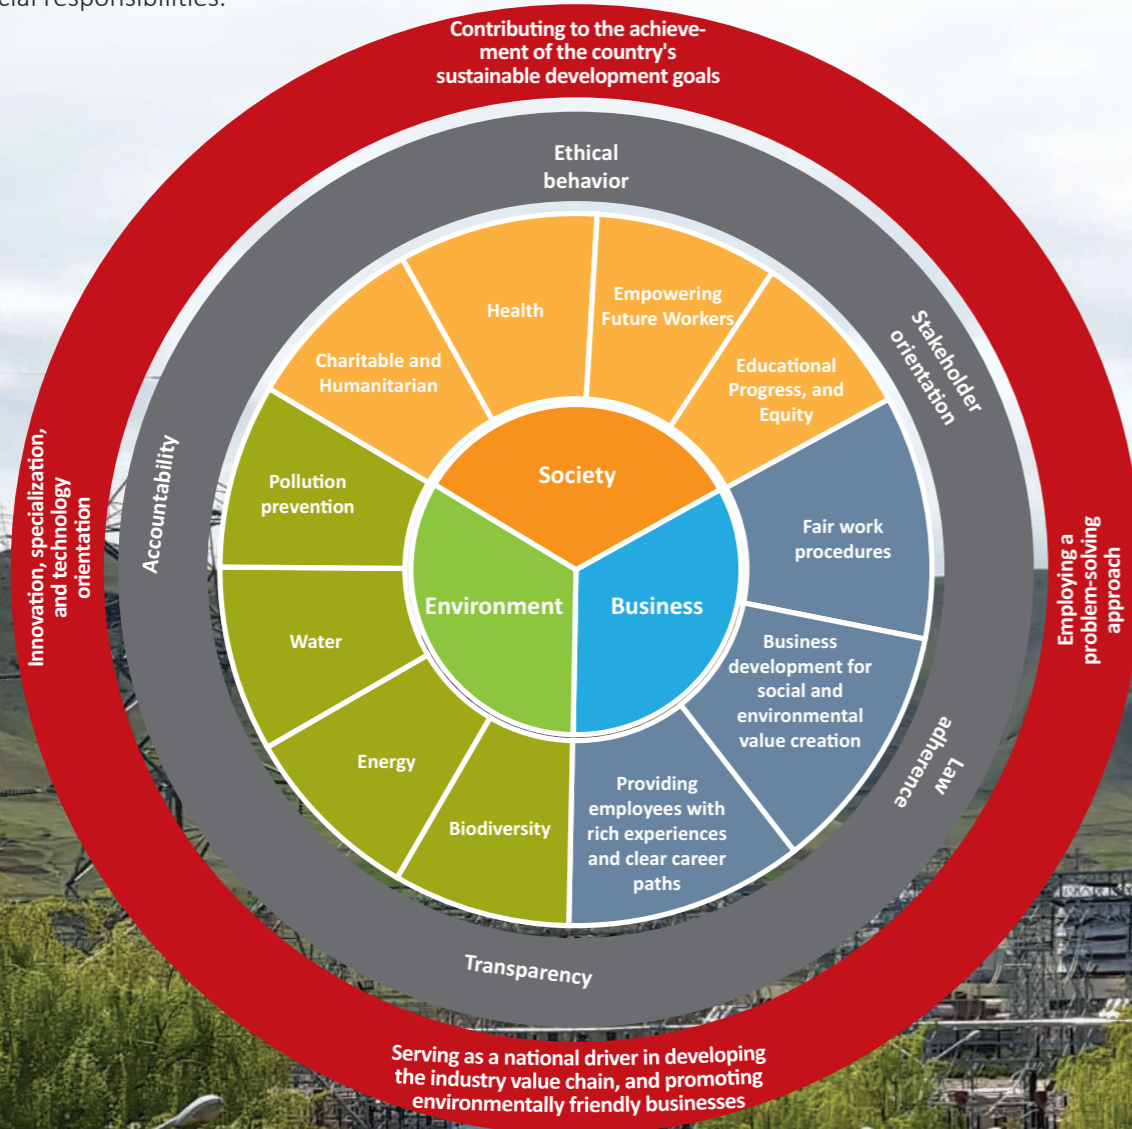 cial responsibilities.
Contributing to the achieve-
ment of the country's
sustainable development goals
Ethical
behavior
Stakeholder
orientation
Law
adherence
Transparency
Accountability
Innovation, specialization,
and technology
orientation
Employing a
problem-solving
approach
Health
Empowering
Future Workers
Charitable and
Humanitarian
Educational
Progress, and
Equity
Society
Pollution
prevention
Fair work
procedures
Environment
Business
Water
Business
development for
social and
environmental
value creation
Energy
Biodiversity
Providing
employees with
rich experiences
and clear career
paths
Serving as a national driver in developing
the industry value chain, and promoting
environmentally friendly businesses